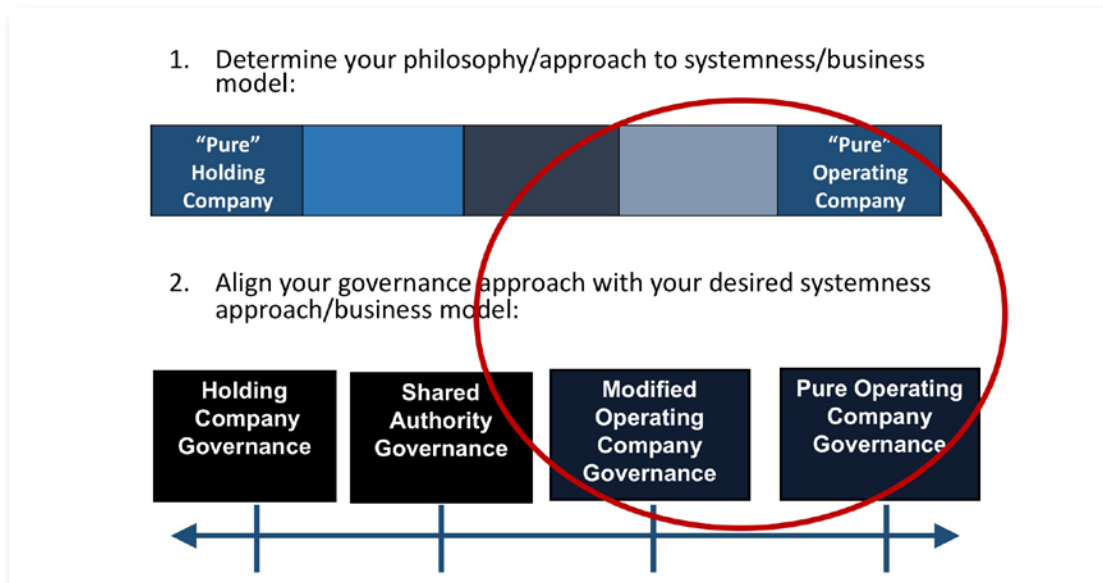 1. Determine your philosophy/approach to systemness/business
model:
“Pure”
Holding
Company
“Pure”
Operating
Company
2. Align your governance approach with your desired systemness
approach/business model:
Holding
Company
Governance
Shared
Authority
Governance
Modified
Operating
Company
Governance
Pure Operating
Company
Governance